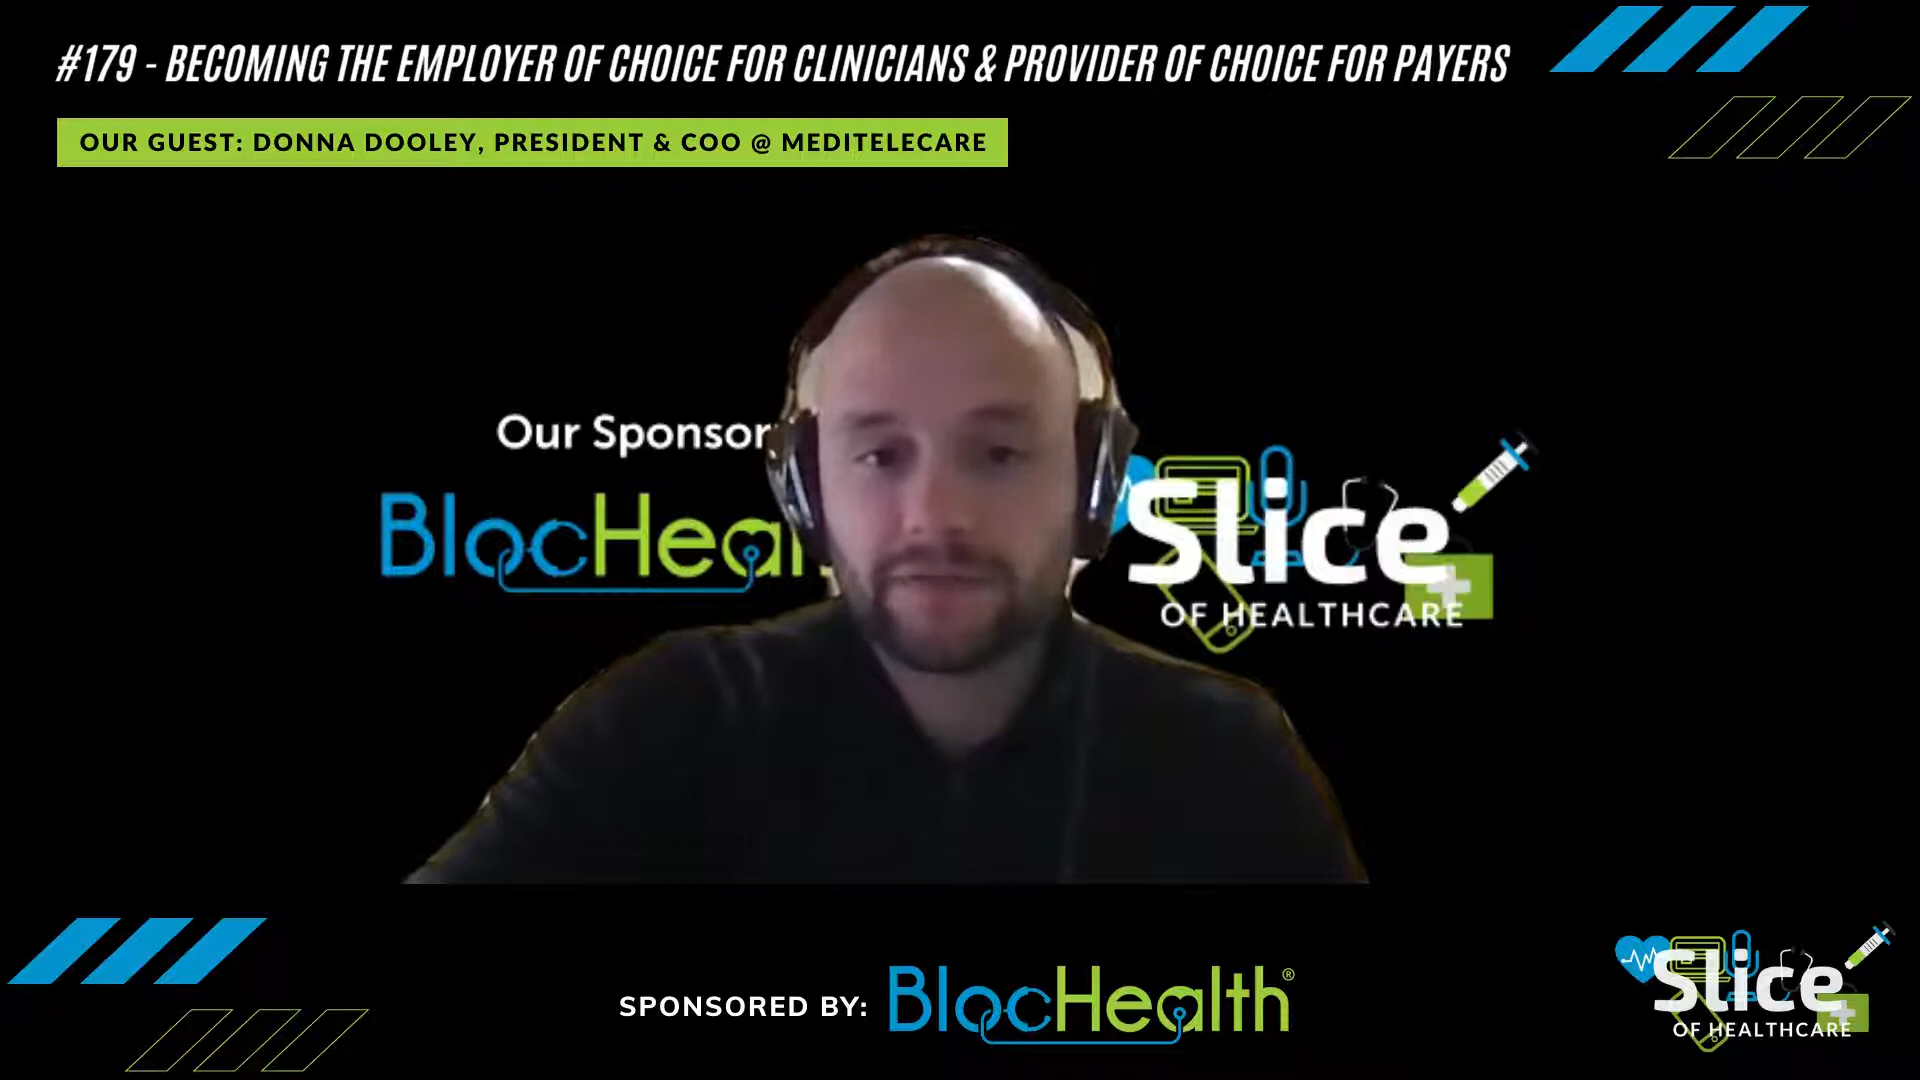 #179 - BECOMING THE EMPLOYER OF CHOICE FOR CLINICIANS & PROVIDER OF CHOICE FOR PAYERS
OUR GUEST: DONNA DOOLEY, PRESIDENT & COO @ MEDITELECARE
Our Sponsor
BlocHeal
Slice
OF HEALTHCARE
SPONSORED BY: BlocHealth®
Slice
OF HEALTHCARE